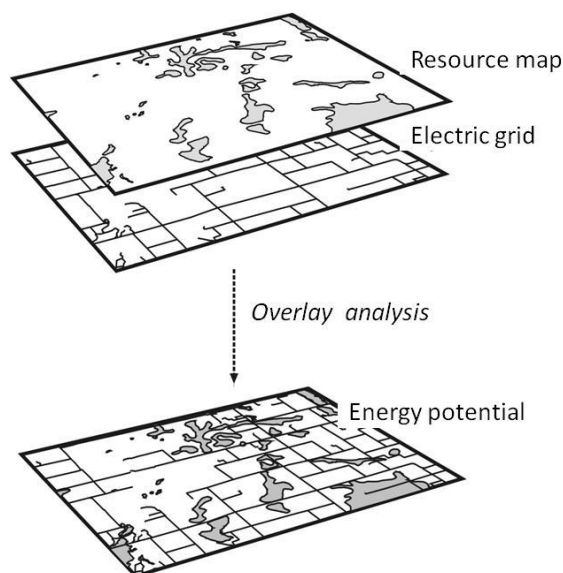 Resource map
Electric grid
Overlay analysis
Energy potential